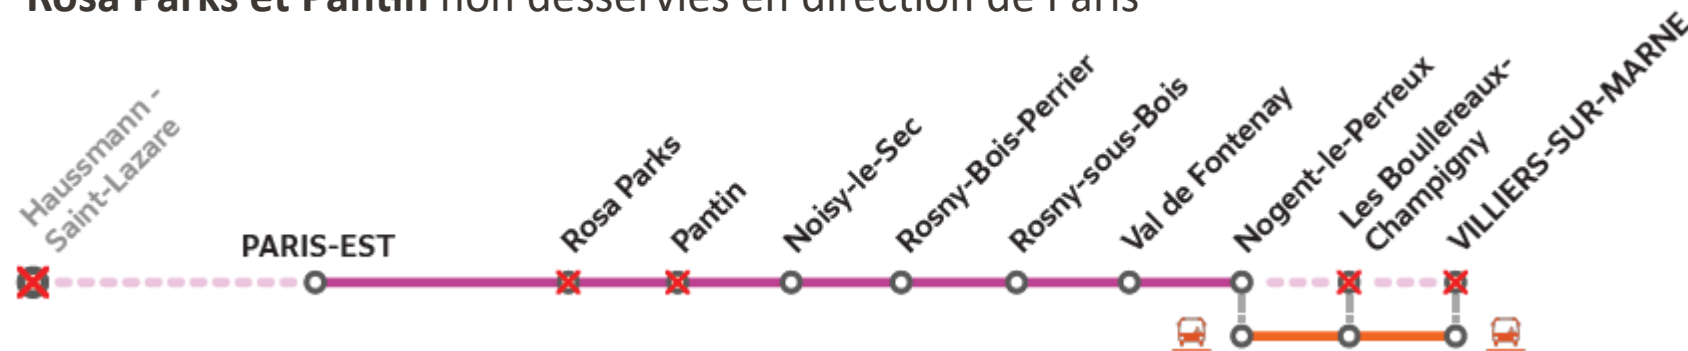 Rosa Parks et Pantin non desservies en direction de Paris
Haussmann -
Saint-Lazare
PARIS-EST
Rosa Parks
Pantin
Noisy-le-Sec
Rosny-Bois-Perrier
Rosny-sous-Bois
Val de Fontenay
Nogent-le-Perreux
Les Boullereaux-
Champigny
VILLIERS-SUR-MARNE